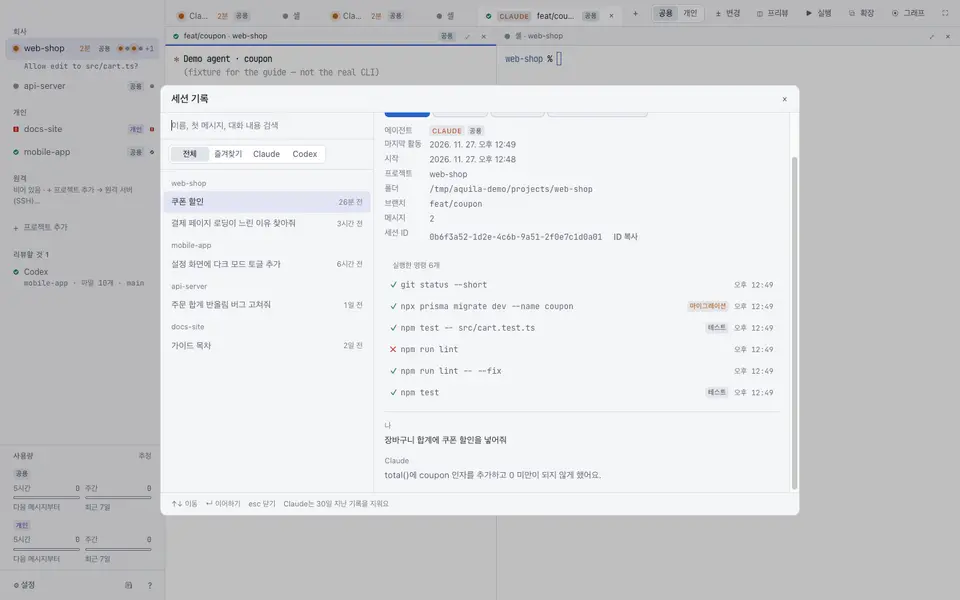 회사
web-shop 2분 공용 +1
Allow edit to src/cart.ts?
api-server 공용
개인
docs-site 개인
mobile-app 공용
원격
비어 있음 · + 프로젝트 추가 → 원격 서버
(SSH)...
+ 프로젝트 추가
리뷰할 것 1
Codex
mobile-app · 파일 10개 · main
사용량 추정
공용
5시간 0 주간 0
다음 메시지부터 최근 7일
개인
5시간 0 주간 0
다음 메시지부터 최근 7일
설정 ?
Cla... 2분 공용
셸
Cla... 2분 공용
셸
CLAUDE feat/cou... 공용 ×
+
공용 개인
변경
프리뷰
실행
확장
그래프
feat/coupon · web-shop 공용 ×
* Demo agent · coupon
(fixture for the guide — not the real CLI)
셸 · web-shop ×
web-shop %
세션 기록 ×
이름, 첫 메시지, 대화 내용 검색
전체 즐겨찾기 Claude Codex
web-shop
쿠폰 할인 26분 전
결제 페이지 로딩이 느린 이유 찾아줘 3시간 전
mobile-app
설정 화면에 다크 모드 토글 추가 6시간 전
api-server
주문 합계 반올림 버그 고쳐줘 1일 전
docs-site
가이드 목차 2일 전
에이전트 CLAUDE 공용
마지막 활동 2026. 11. 27. 오후 12:49
시작 2026. 11. 27. 오후 12:48
프로젝트 web-shop
폴더 /tmp/aquila-demo/projects/web-shop
브랜치 feat/coupon
메시지 2
세션 ID 0b6f3a52-1d2e-4c6b-9a51-2f0e7c1d0a01 ID 복사
실행한 명령 6개
✓ git status --short 오후 12:49
✓ npx prisma migrate dev --name coupon 마이그레이션 오후 12:49
✓ npm test -- src/cart.test.ts 테스트 오후 12:49
✗ npm run lint 오후 12:49
✓ npm run lint -- --fix 오후 12:49
✓ npm test 테스트 오후 12:49
나
장바구니 합계에 쿠폰 할인을 넣어줘
Claude
total()에 coupon 인자를 추가하고 0 미만이 되지 않게 했어요.
↑↓ 이동 ↵ 이어하기 esc 닫기 Claude는 30일 지난 기록을 지워요